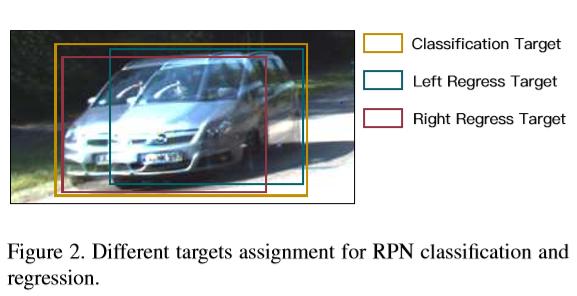 Classification Target
Left Regress Target
Right Regress Target
Figure 2. Different targets assignment for RPN classification and
regression.